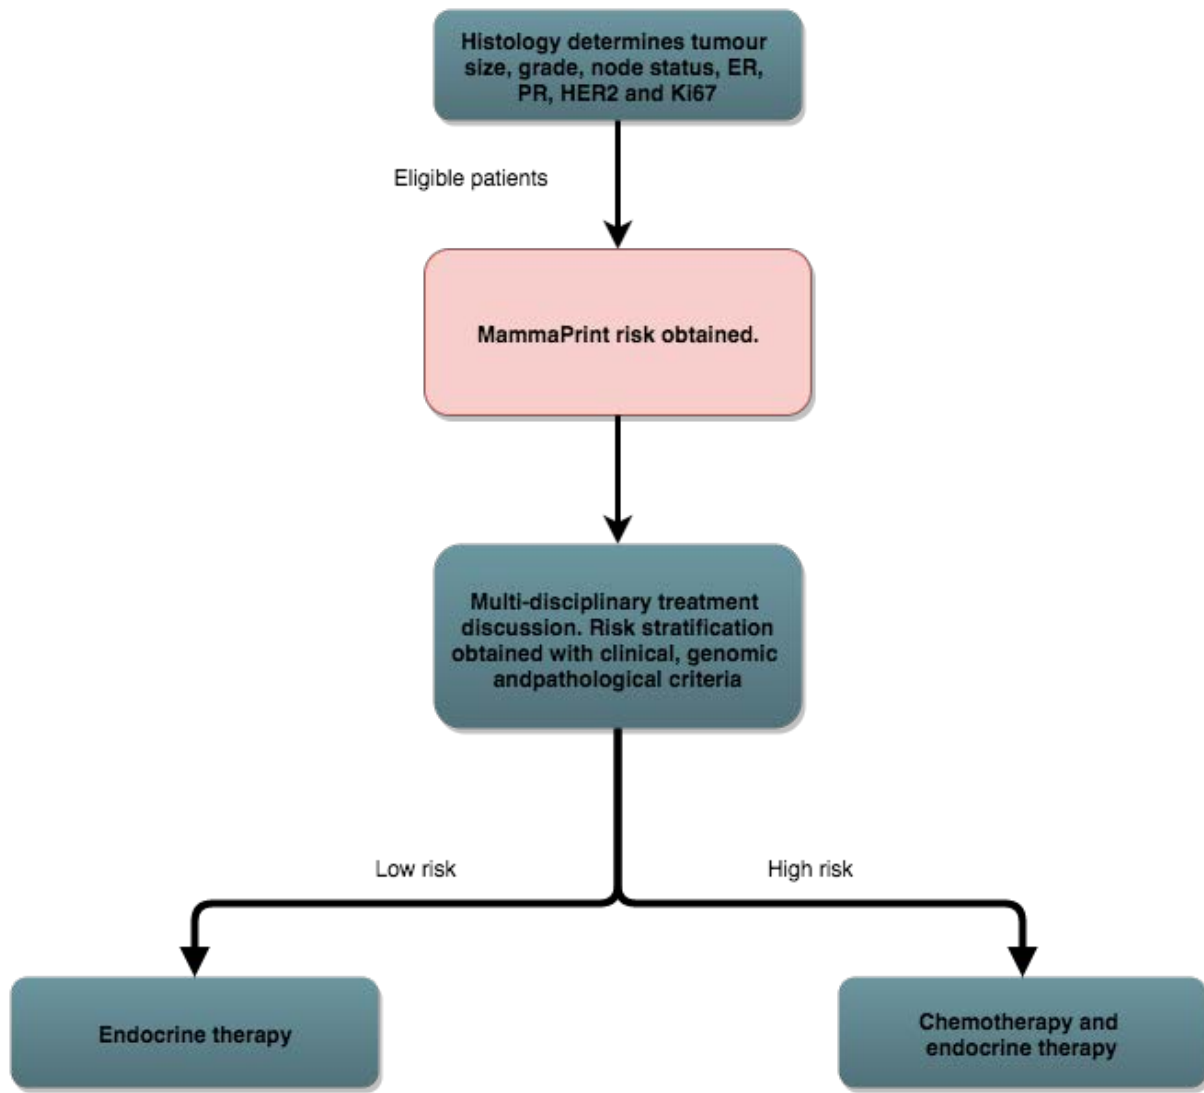 Histology determines tumour
size, grade, node status, ER,
PR, HER2 and Ki67
Eligible patients
MammaPrint risk obtained.
Multi-disciplinary treatment
discussion. Risk stratification
obtained with clinical, genomic
andpathological criteria
Low risk
High risk
Endocrine therapy
Chemotherapy and
endocrine therapy